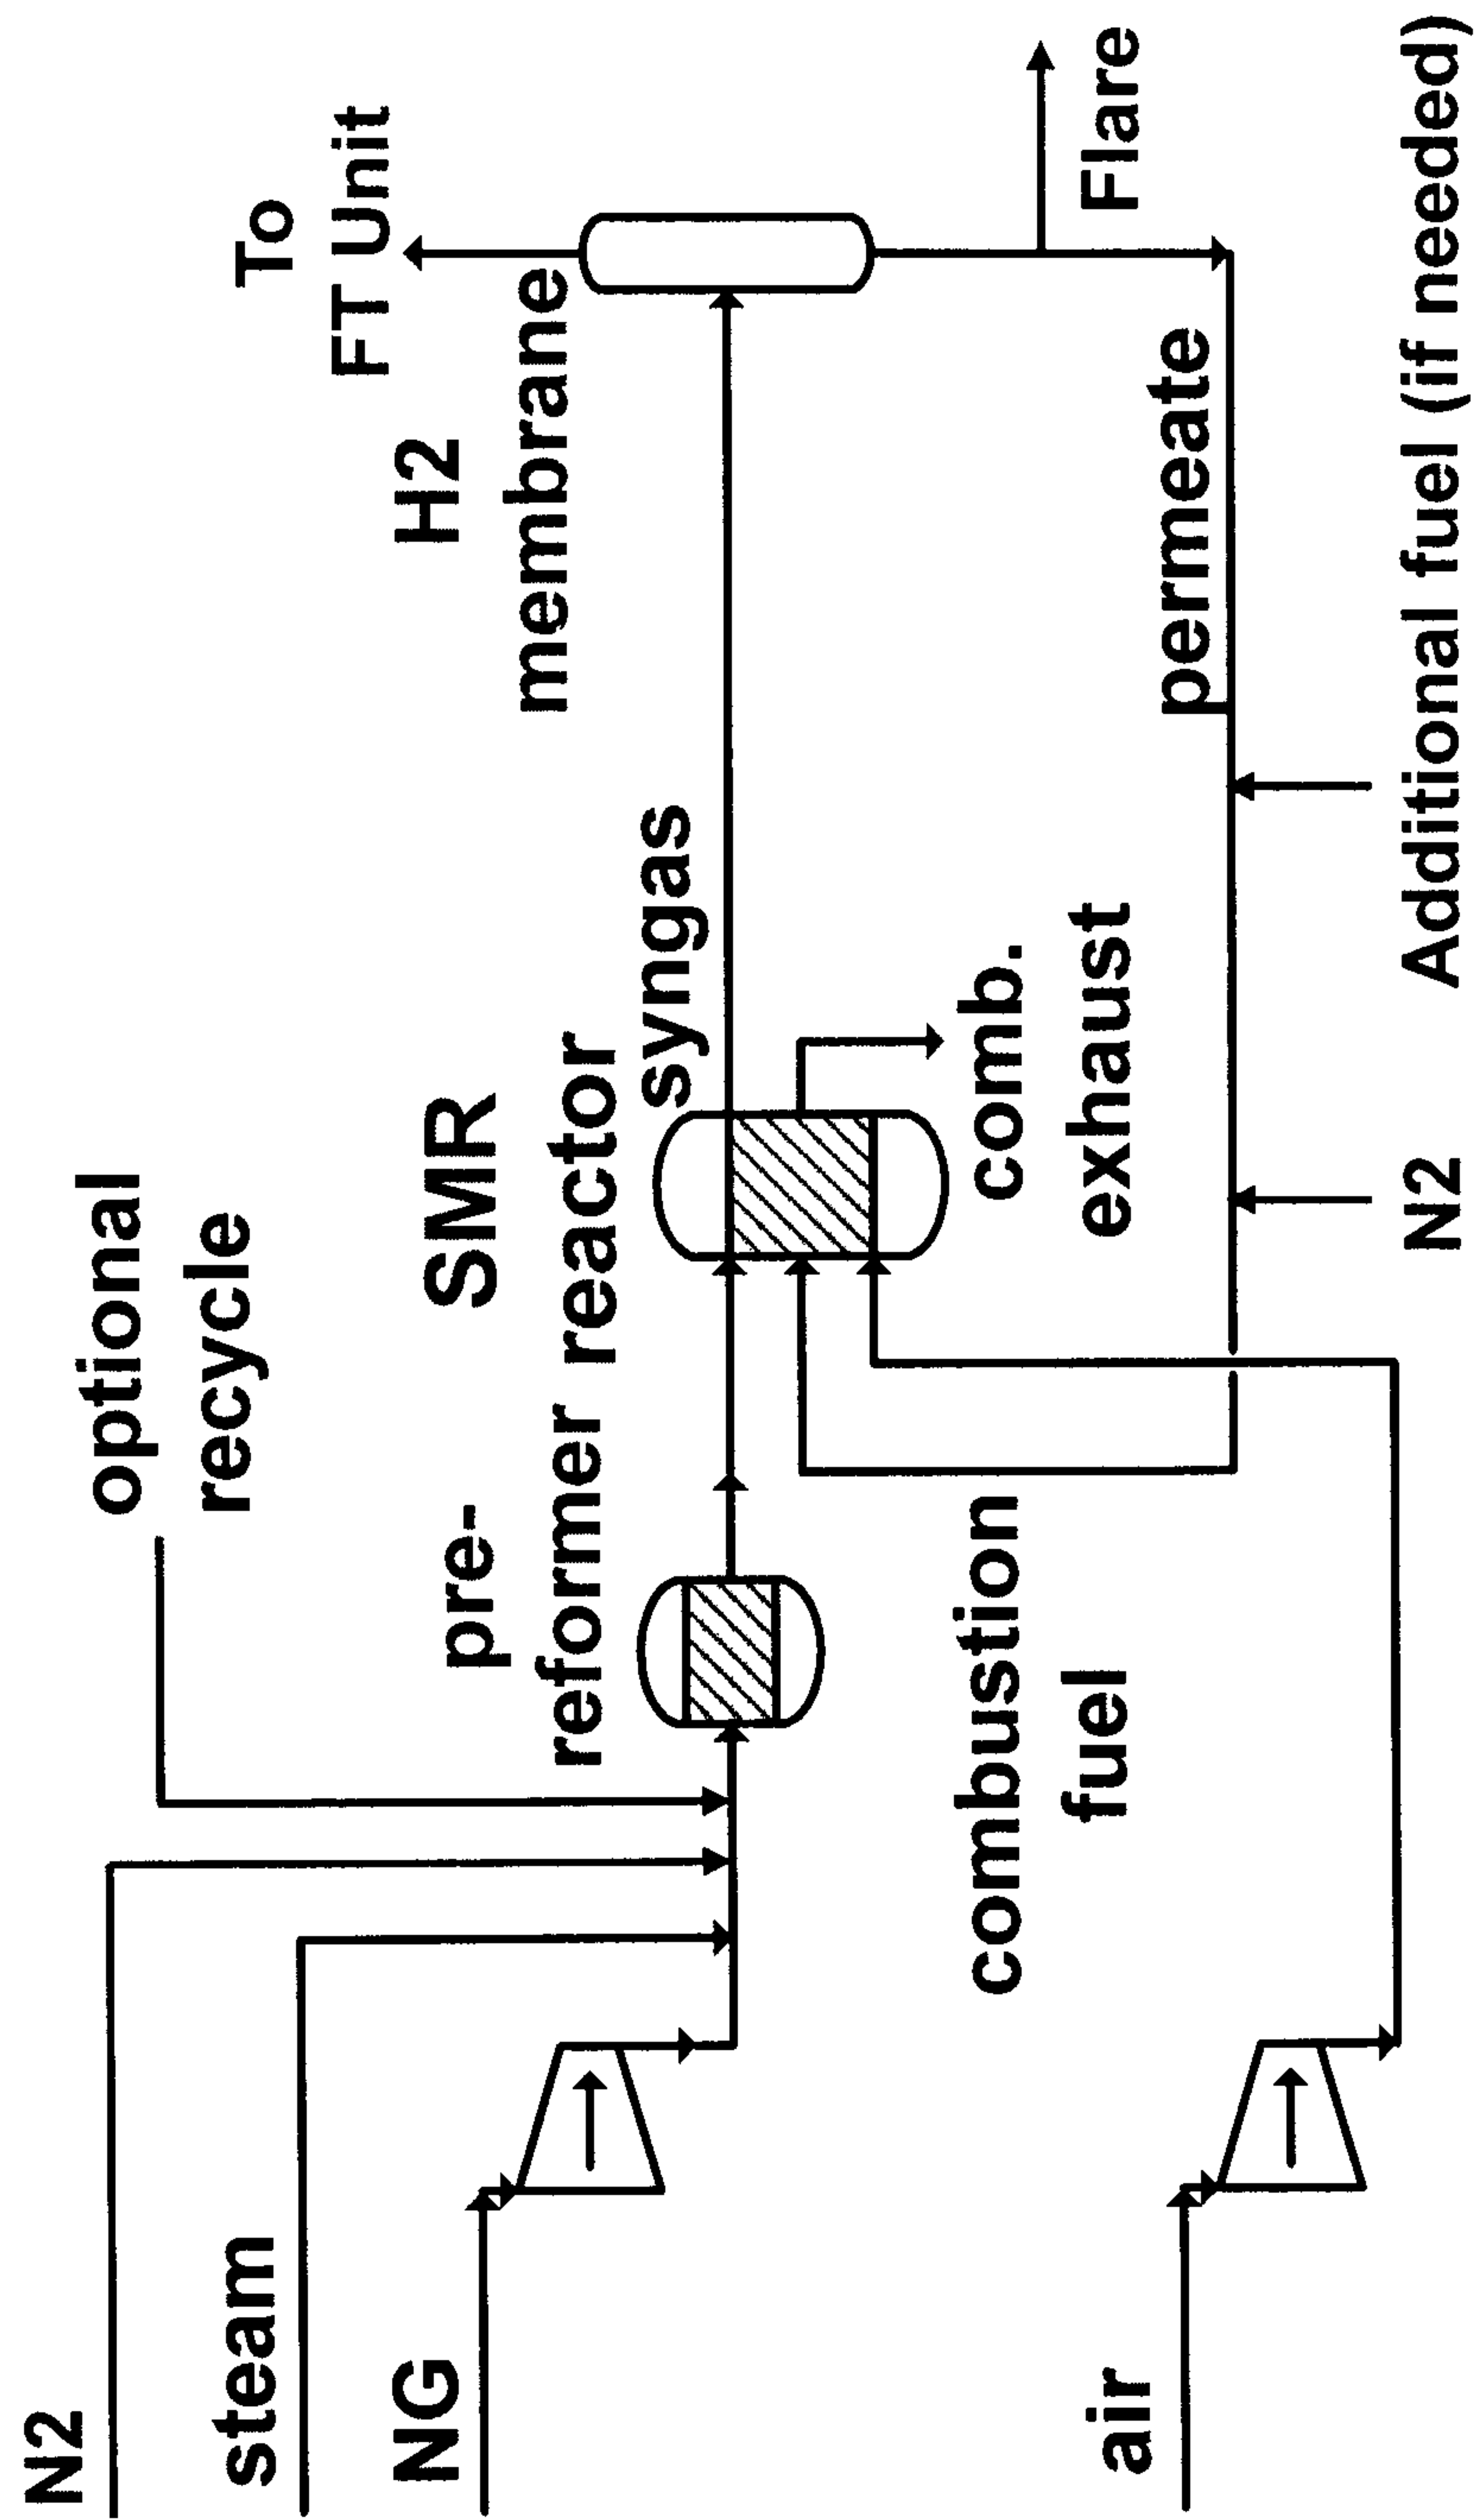 N2
steam
NG
air
optional
recycle
pre-
reformer
SMR
reactor
syngas
H2
membrane
To
FT Unit
combustion
fuel
comb.
exhaust
permeate
Flare
N2
Additional fuel (if needed)